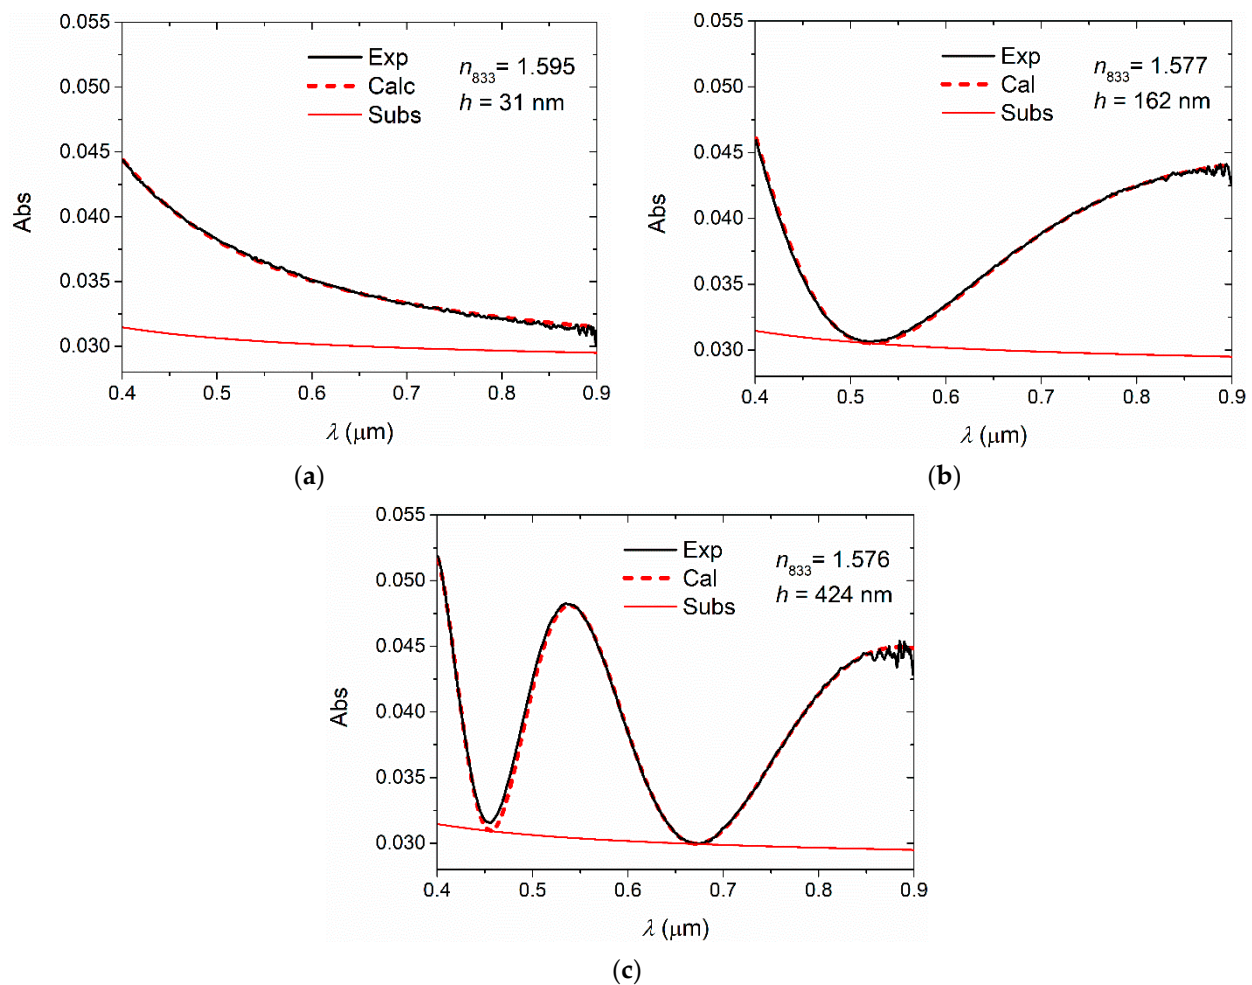 0.055
0.050
0.045
0.040
0.035
0.030
Abs
Exp
Calc
Subs
n833= 1.595
h = 31 nm
0.4 0.5 0.6 0.7 0.8 0.9
λ (μm)
(a)
0.055
0.050
0.045
0.040
0.035
0.030
Abs
Exp
Cal
Subs
n833= 1.577
h = 162 nm
0.4 0.5 0.6 0.7 0.8 0.9
λ (μm)
(b)
0.055
0.050
0.045
0.040
0.035
0.030
Abs
Exp
Cal
Subs
n833= 1.576
h = 424 nm
0.4 0.5 0.6 0.7 0.8 0.9
λ (μm)
(c)